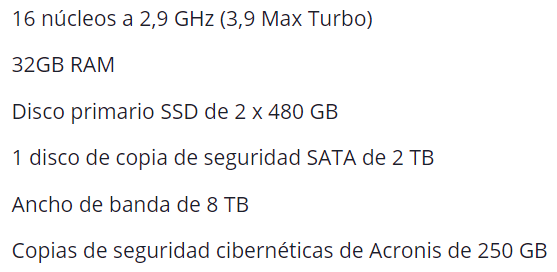 16 núcleos a 2,9 GHz (3,9 Max Turbo)
32GB RAM
Disco primario SSD de 2 x 480 GB
1 disco de copia de seguridad SATA de 2 TB
Ancho de banda de 8 TB
Copias de seguridad cibernéticas de Acronis de 250 GB